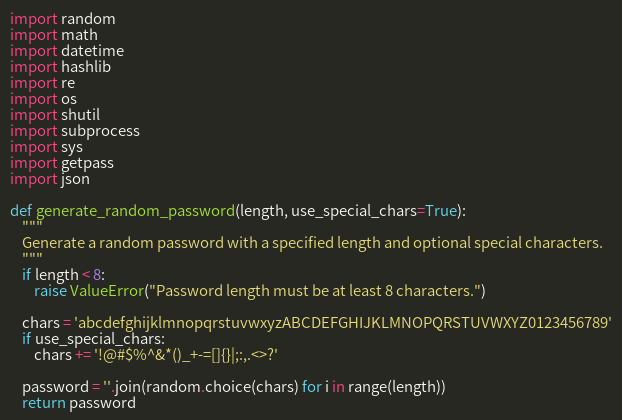 import random
import math
import datetime
import hashlib
import re
import os
import shutil
import subprocess
import sys
import getpass
import json

def generate_random_password(length, use_special_chars=True):
    """
    Generate a random password with a specified length and optional special characters.
    """
    if length < 8:
        raise ValueError("Password length must be at least 8 characters.")

    chars = 'abcdefghijklmnopqrstuvwxyzABCDEFGHIJKLMNOPQRSTUVWXYZ0123456789'
    if use_special_chars:
        chars += '!@#$%^&*()_+-=[]{}|;:,.<>?'

    password = ''.join(random.choice(chars) for i in range(length))
    return password